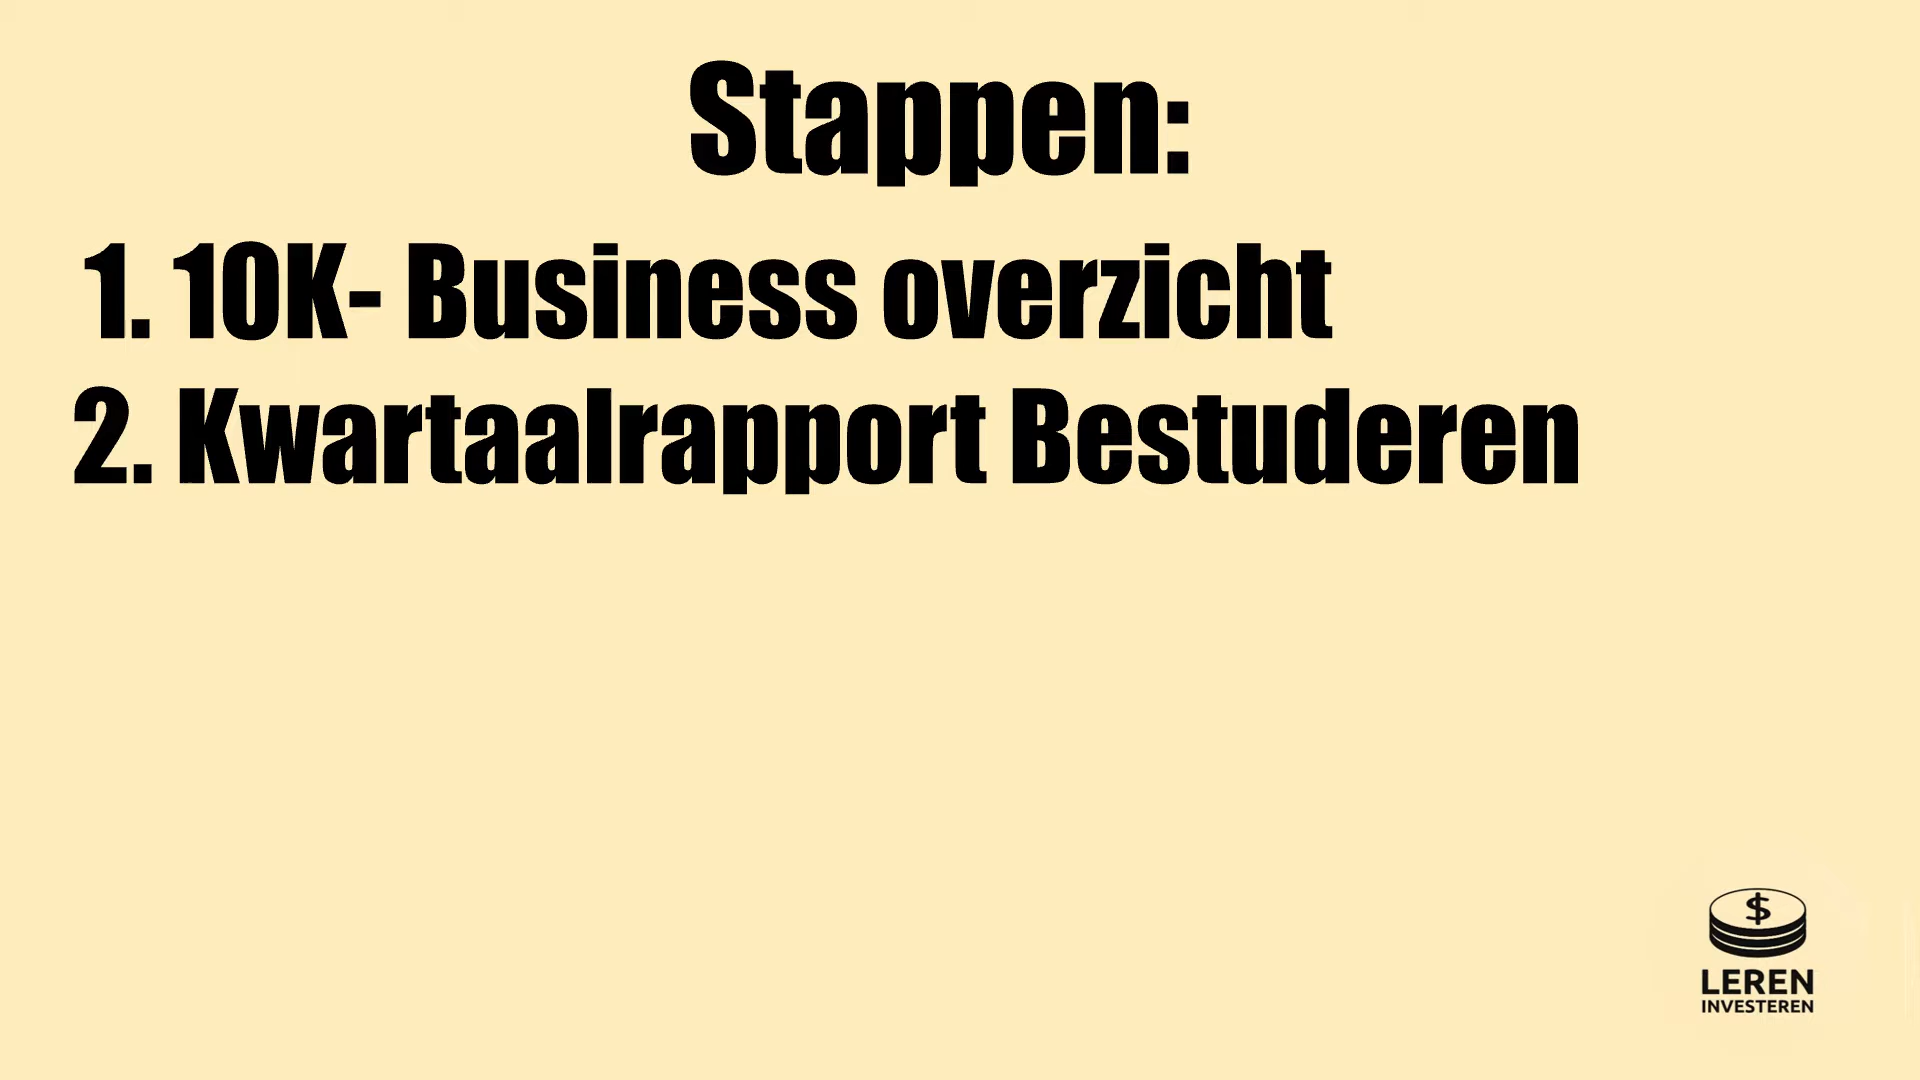 Stappen:
1. 10K- Business overzicht
2. Kwartaalrapport Bestuderen
$
LEREN
INVESTEREN